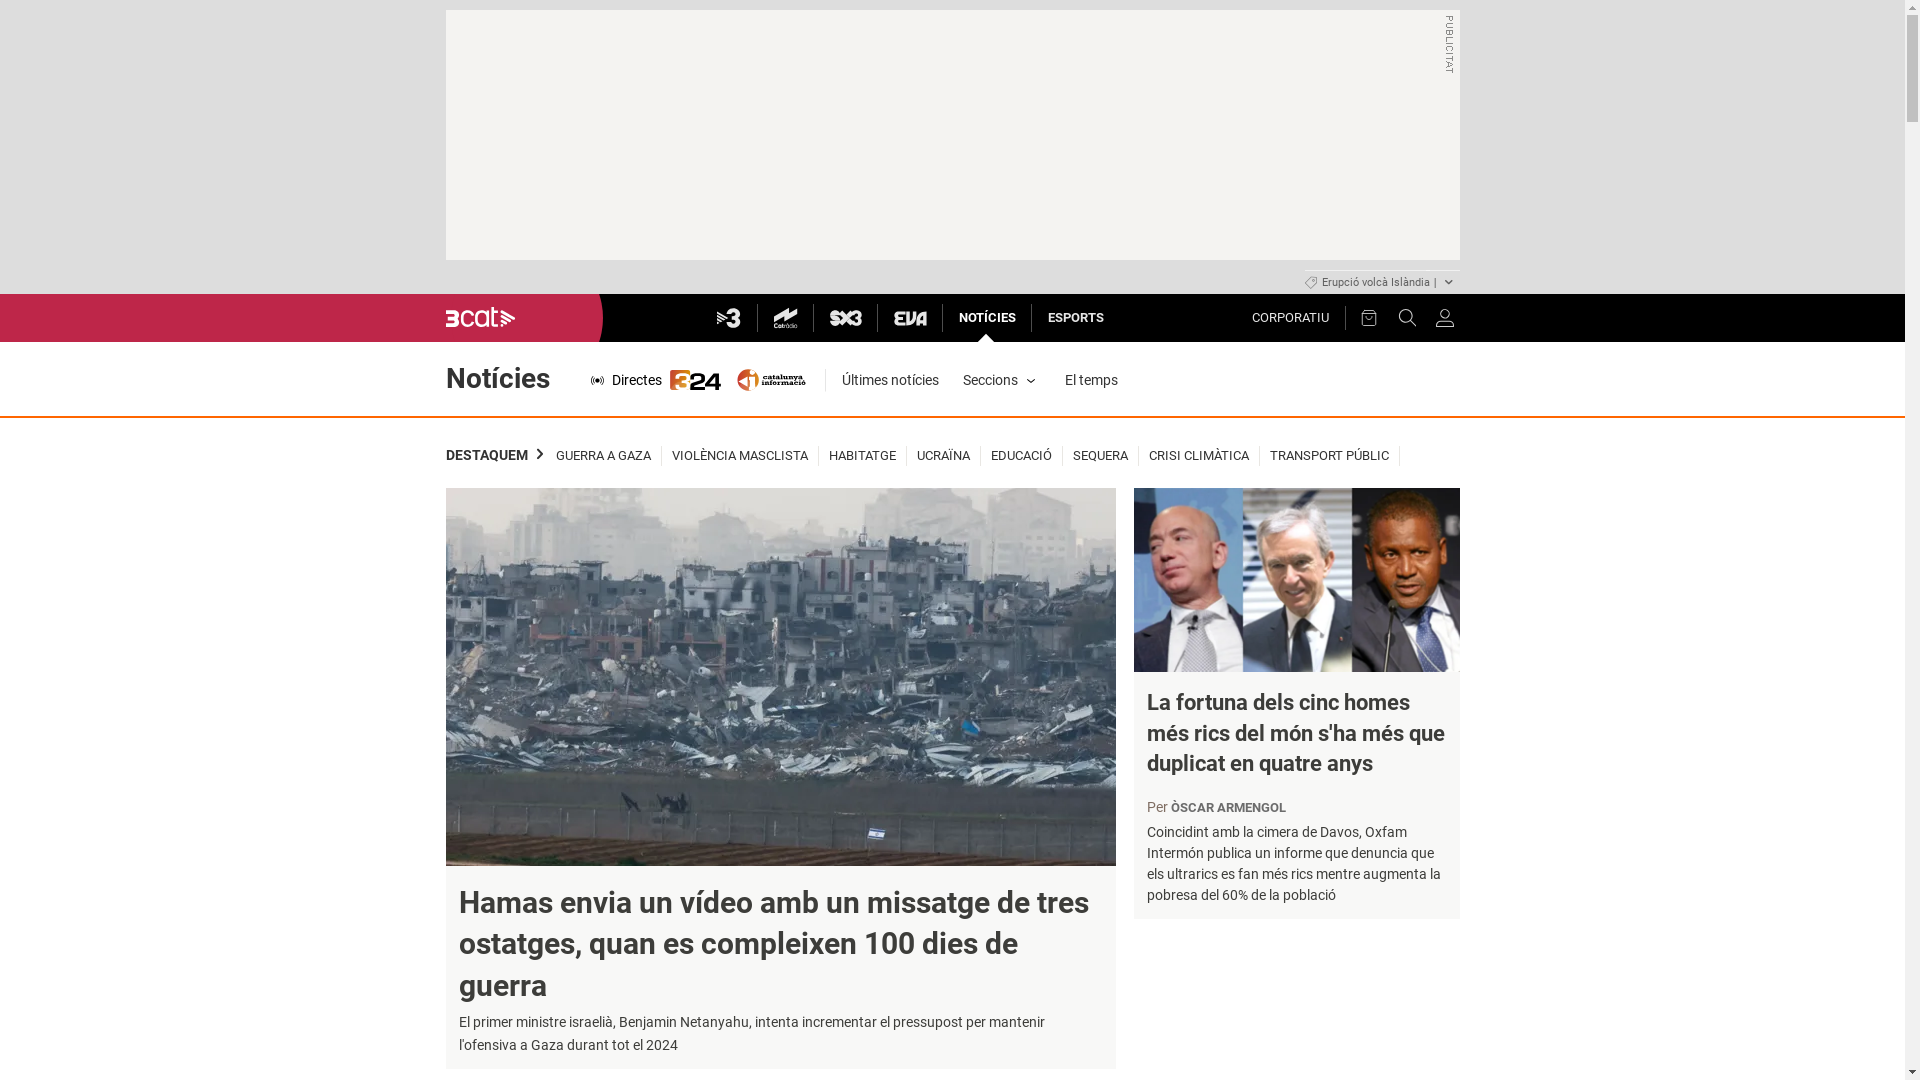 PUBLICITAT
Erupció volcà Islàndia |
3cat
3
Catràdio
SX3
EVA
NOTÍCIES
ESPORTS
CORPORATIU
Notícies
Directes
324
catalunya
informació
Últimes notícies
Seccions
El temps
DESTAQUEM
GUERRA A GAZA
VIOLÈNCIA MASCLISTA
HABITATGE
UCRAÏNA
EDUCACIÓ
SEQUERA
CRISI CLIMÀTICA
TRANSPORT PÚBLIC
Hamas envia un vídeo amb un missatge de tres
ostatges, quan es compleixen 100 dies de
guerra
El primer ministre israelià, Benjamin Netanyahu, intenta incrementar el pressupost per mantenir
l'ofensiva a Gaza durant tot el 2024
La fortuna dels cinc homes
més rics del món s'ha més que
duplicat en quatre anys
Per ÒSCAR ARMENGOL
Coincidint amb la cimera de Davos, Oxfam
Intermón publica un informe que denuncia que
els ultrarics es fan més rics mentre augmenta la
pobresa del 60% de la població